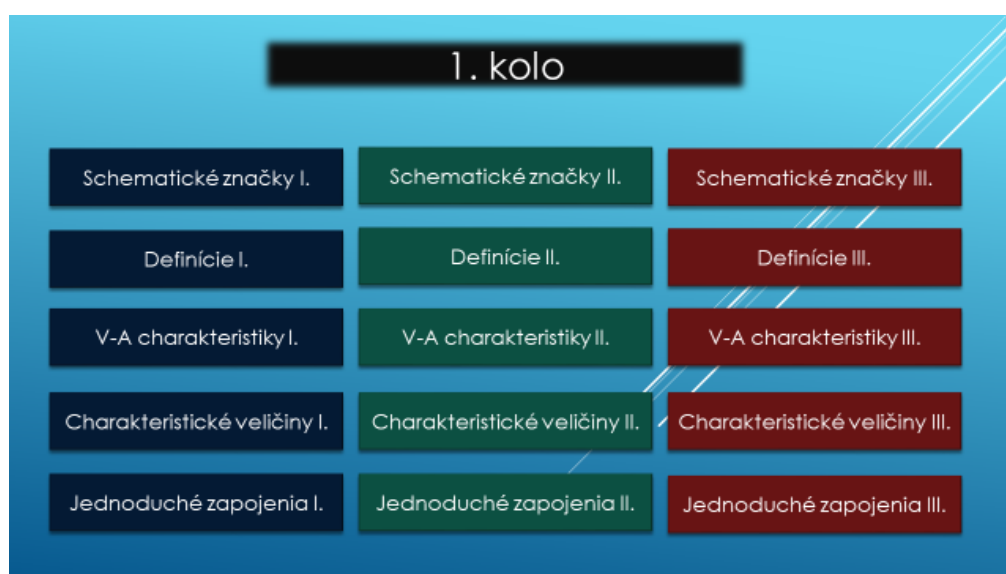 1. kolo
Schematické značky I.
Schematické značky II.
Schematické značky III.
Definície I.
Definície II.
Definície III.
V-A charakteristiky I.
V-A charakteristiky II.
V-A charakteristiky III.
Charakteristické veličiny I.
Charakteristické veličiny II.
Charakteristické veličiny III.
Jednoduché zapojenia I.
Jednoduché zapojenia II.
Jednoduché zapojenia III.